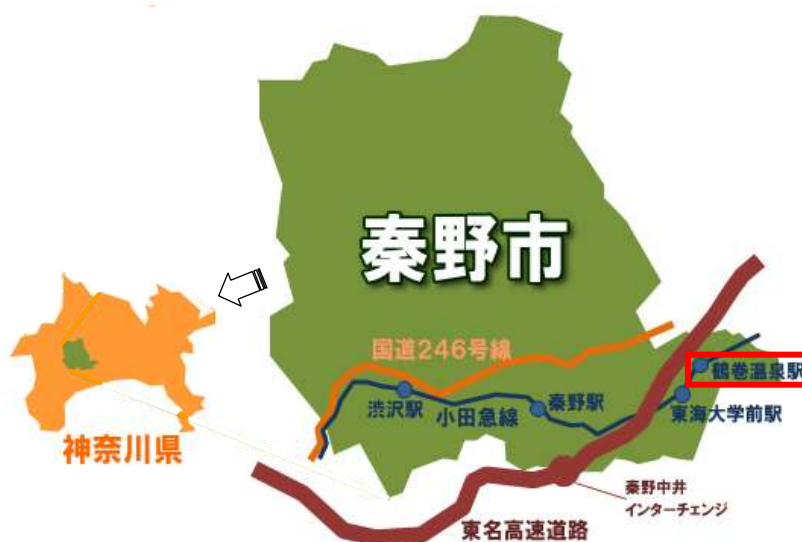 秦野市
国道246号線
鶴巻温泉駅
渋沢駅
小田急線
秦野駅
東海大学前駅
神奈川県
秦野中井
インターチェンジ
東名高速道路